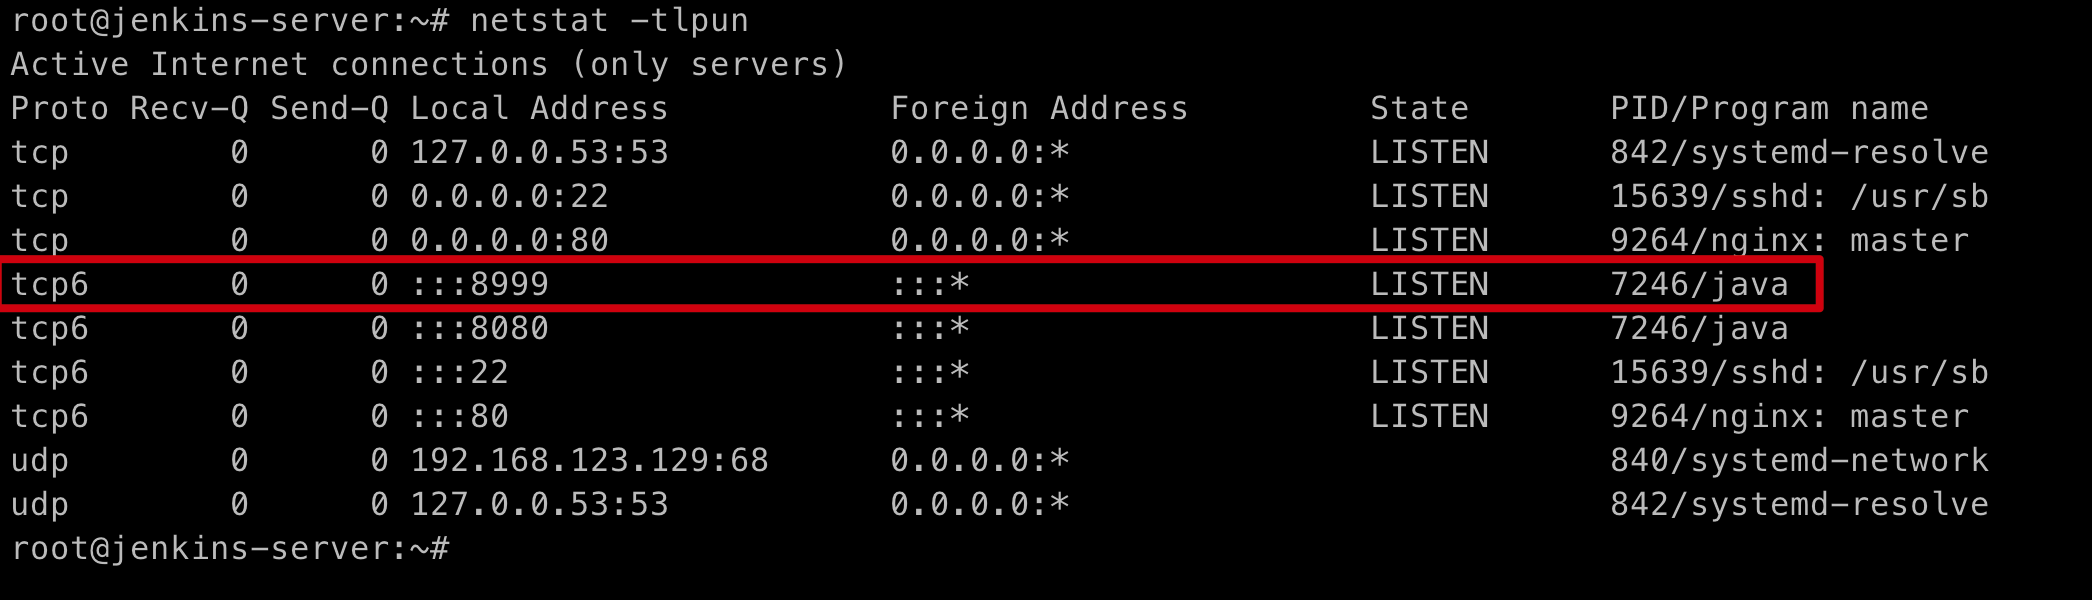 root@jenkins-server:~# netstat -tlpun
Active Internet connections (only servers)
Proto Recv-Q Send-Q Local Address           Foreign Address         State       PID/Program name
tcp        0      0 127.0.0.53:53           0.0.0.0:*               LISTEN      842/systemd-resolve
tcp        0      0 0.0.0.0:22              0.0.0.0:*               LISTEN      15639/sshd: /usr/sb
tcp        0      0 0.0.0.0:80              0.0.0.0:*               LISTEN      9264/nginx: master
tcp6       0      0 :::8999                 :::*                    LISTEN      7246/java
tcp6       0      0 :::8080                 :::*                    LISTEN      7246/java
tcp6       0      0 :::22                   :::*                    LISTEN      15639/sshd: /usr/sb
tcp6       0      0 :::80                   :::*                    LISTEN      9264/nginx: master
udp        0      0 192.168.123.129:68      0.0.0.0:*                           840/systemd-network
udp        0      0 127.0.0.53:53           0.0.0.0:*                           842/systemd-resolve
root@jenkins-server:~#